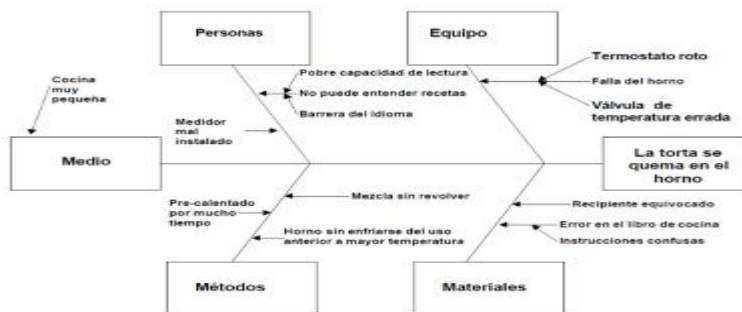 Personas
Equipo
Cocina
muy
pequeña
Pobre capacidad de lectura
No puede entender recetas
Barrera del idioma
Termostato roto
Falla del horno
Válvula de
temperatura errada
Medidor
mal
instalado
Medio
La torta se
quema en el
horno
Pre-calentado
por mucho
tiempo
Mezcla sin revolver
Horno sin enfriarse del uso
anterior a mayor temperatura
Recipiente equivocado
Error en el libro de cocina
Instrucciones confusas
Métodos
Materiales